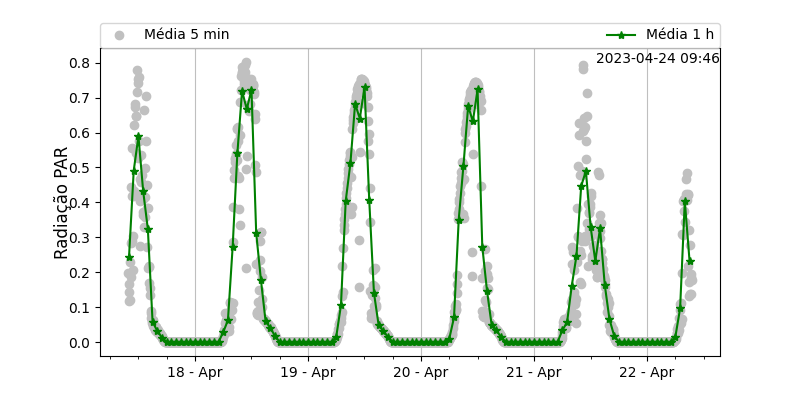 Média 5 min
Média 1 h
2023-04-24 09:46
Radiação PAR
0.8
0.7
0.6
0.5
0.4
0.3
0.2
0.1
0.0
18 - Apr
19 - Apr
20 - Apr
21 - Apr
22 - Apr